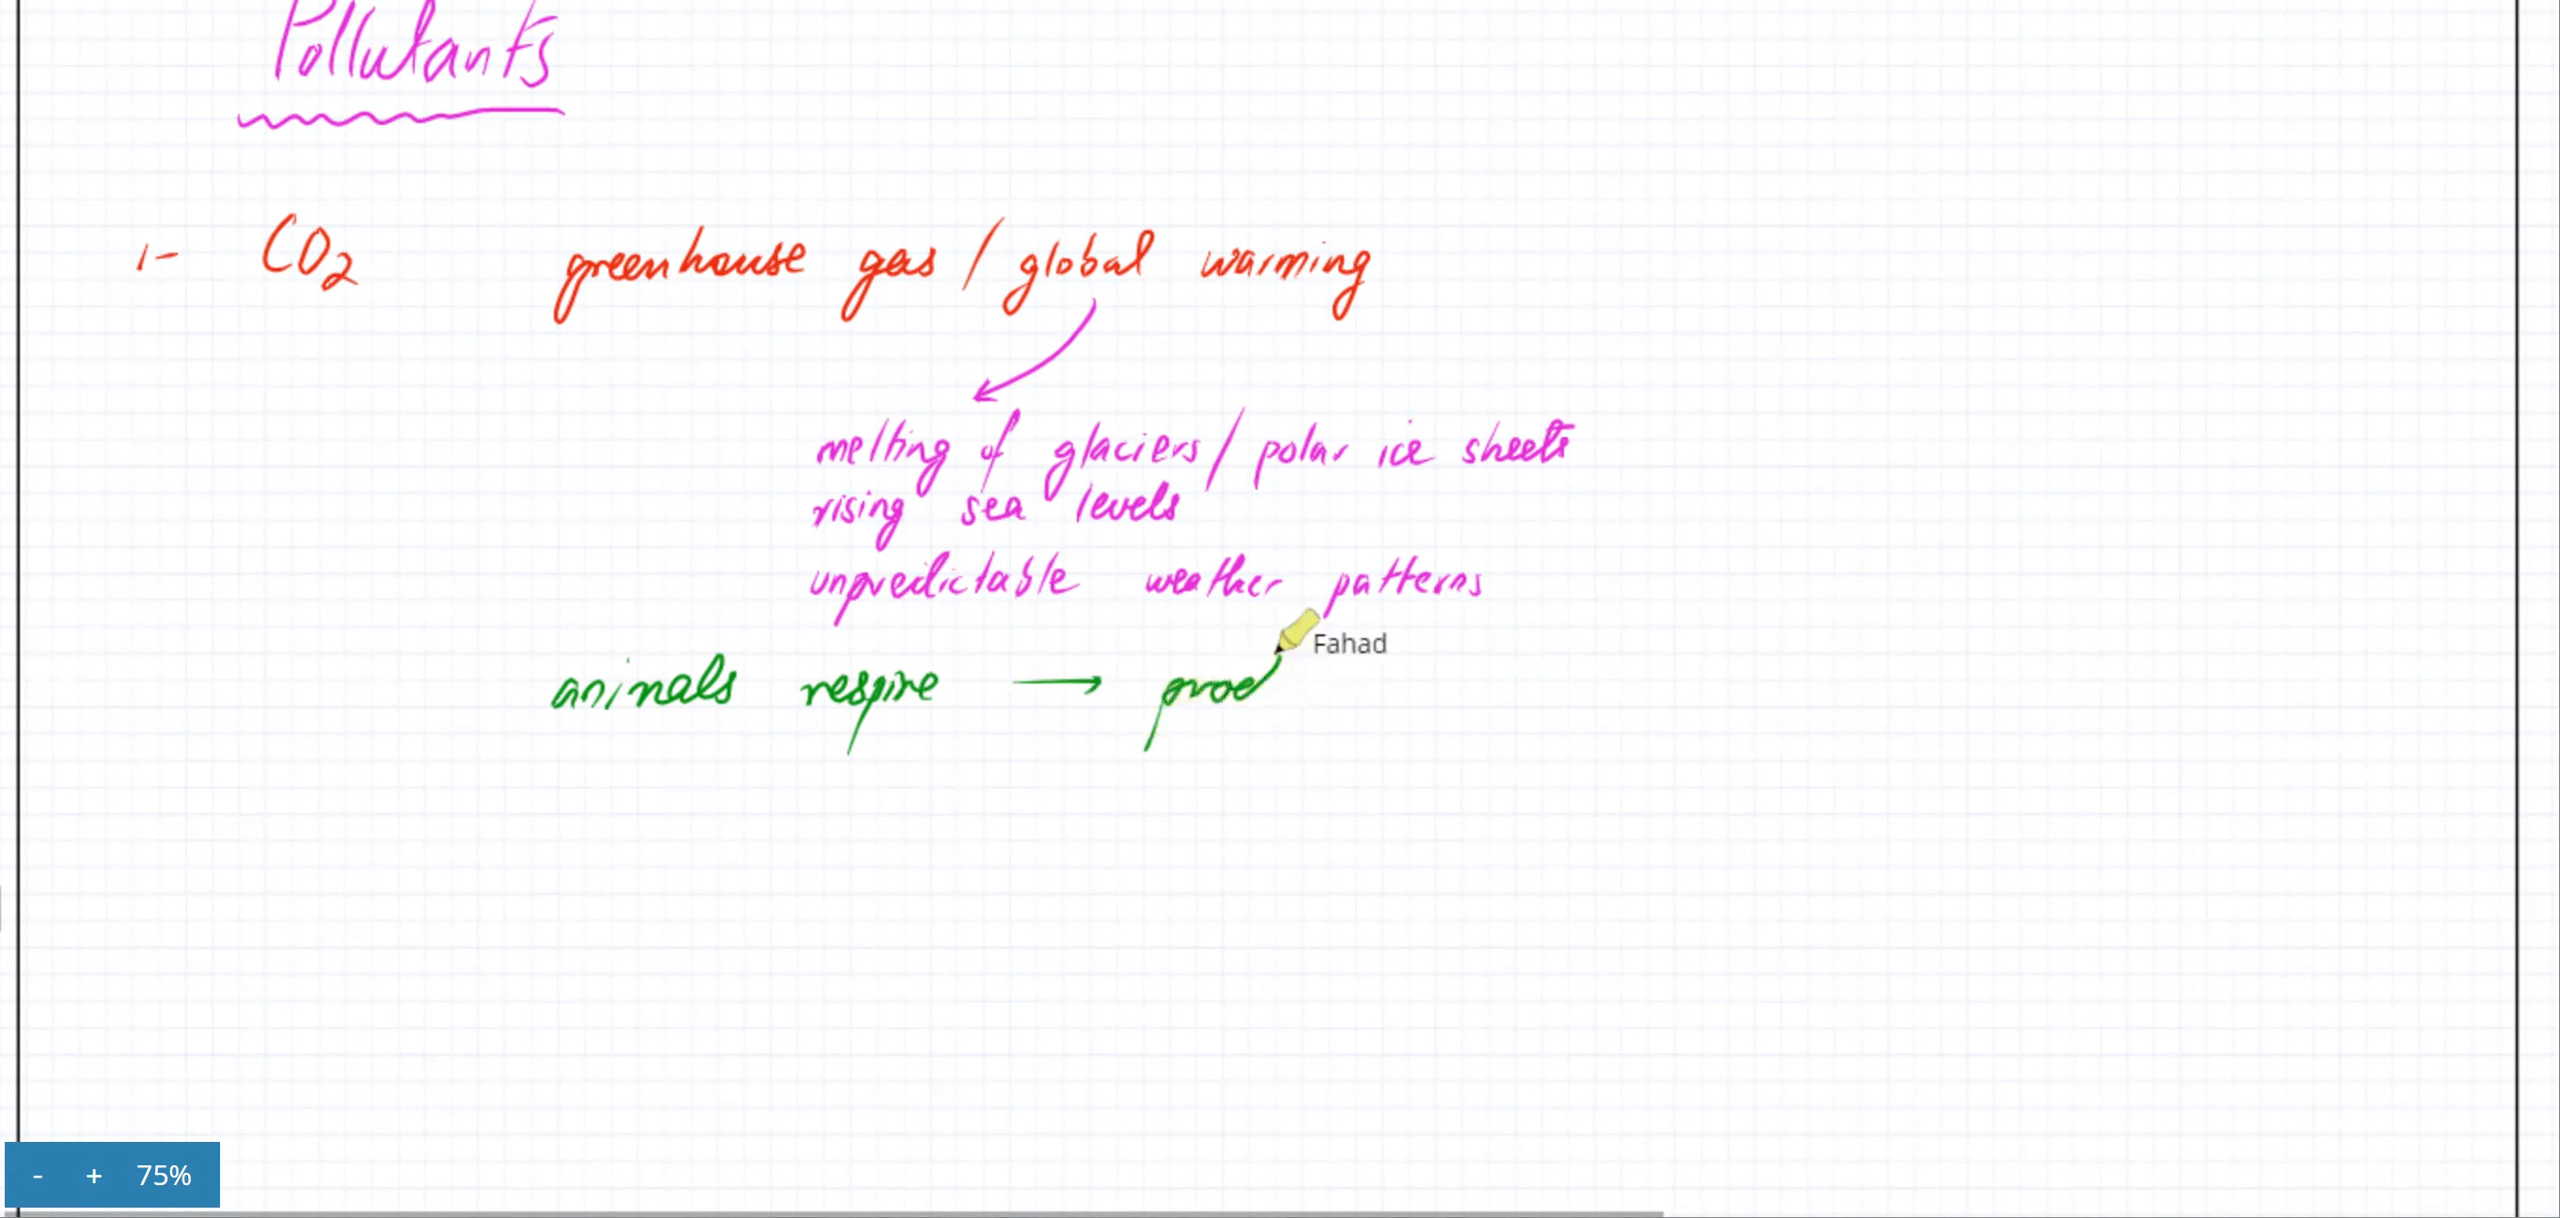 Pollutants
1- CO2 greenhouse gas / global warming
melting of glaciers / polar ice sheets
rising sea levels
unpredictable weather patterns
Fahad
animals respire → prod
- + 75%